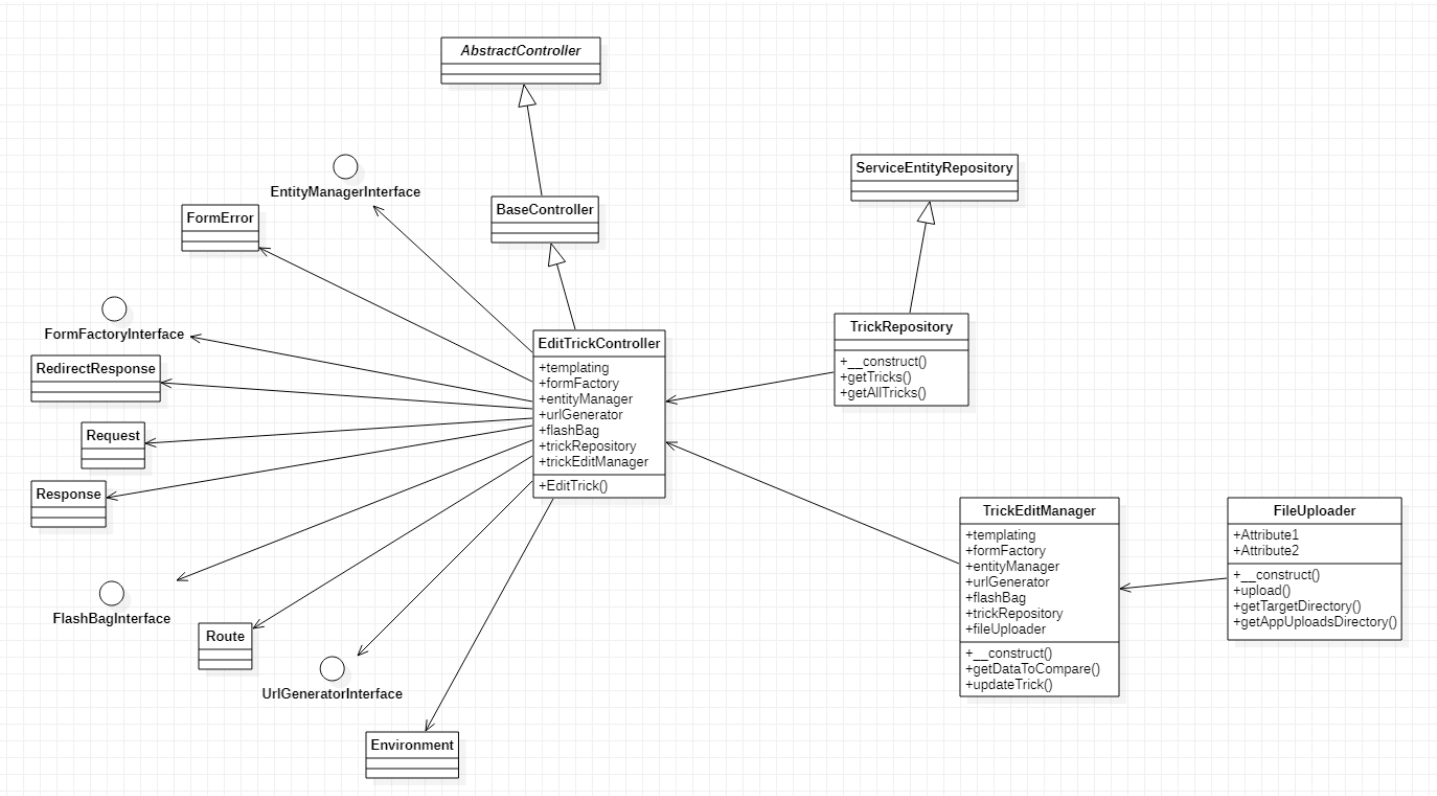 AbstractController
EntityManagerInterface
FormError
BaseController
ServiceEntityRepository
FormFactoryInterface
RedirectResponse
Request
Response
EditTrickController
+templating
+formFactory
+entityManager
+urlGenerator
+flashBag
+trickRepository
+trickEditManager
+EditTrick()
TrickRepository
+__construct()
+getTricks()
+getAllTricks()
FlashBagInterface
Route
UrlGeneratorInterface
Environment
TrickEditManager
+templating
+formFactory
+entityManager
+urlGenerator
+flashBag
+trickRepository
+fileUploader
+__construct()
+getDataToCompare()
+updateTrick()
FileUploader
+Attribute1
+Attribute2
+__construct()
+upload()
+getTargetDirectory()
+getAppUploadsDirectory()